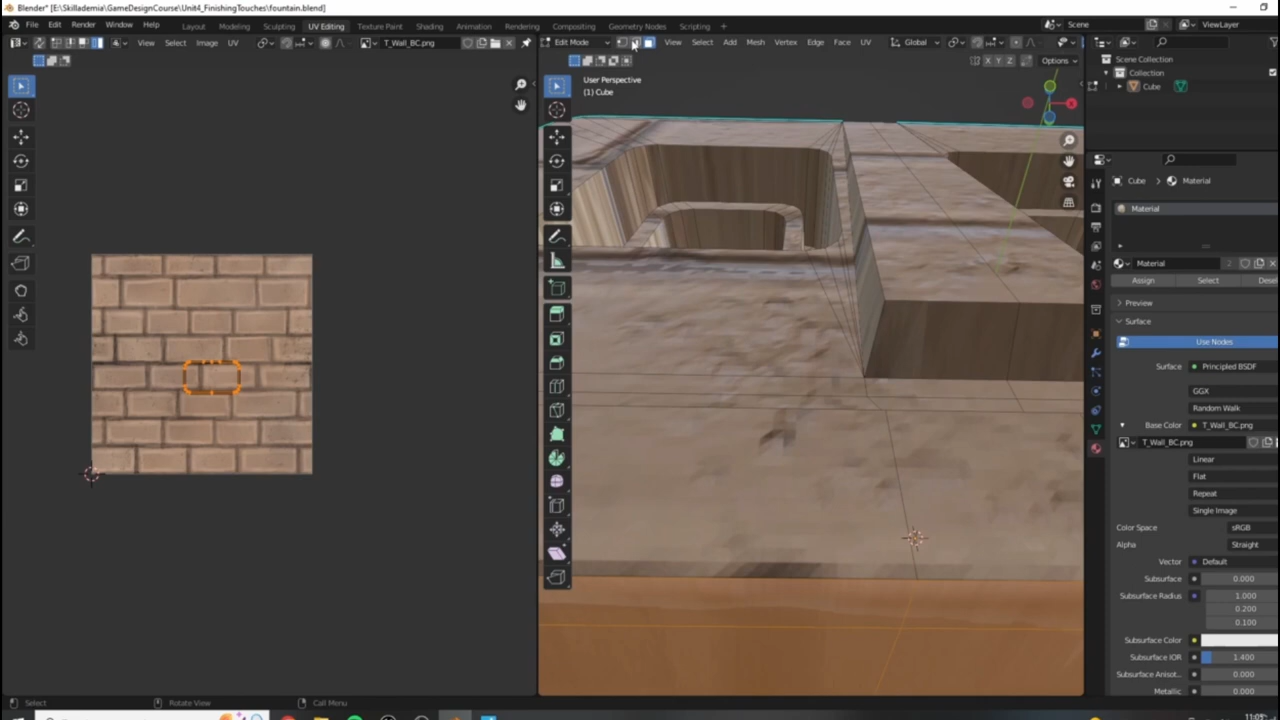 Blender* [E:\Skillademia\GameDesignCourse\Unit4_FinishingTouches\fountain.blend]
File Edit Render Window Help Layout Modeling Sculpting UV Editing Texture Paint Shading Animation Rendering Compositing Geometry Nodes Scripting + Scene ViewLayer
View Select Image UV T_Wall_BC.png Edit Mode View Select Add Mesh Vertex Edge Face UV Global
X Y Z Options
Scene Collection
Collection
Cube
User Perspective
(1) Cube
Cube > Material
Material
Material 2
Assign Select Dese
Preview
Surface
Use Nodes
Surface Principled BSDF
GGX
Random Walk
Base Color T_Wall_BC.png
T_Wall_BC.png
Linear
Flat
Repeat
Single Image
Color Space sRGB
Alpha Straight
Vector Default
Subsurface 0.000
Subsurface Radius 1.000
0.200
0.100
Subsurface Color
Subsurface IOR 1.400
Subsurface Anisot.. 0.000
Metallic 0.000
Select Rotate View Call Menu